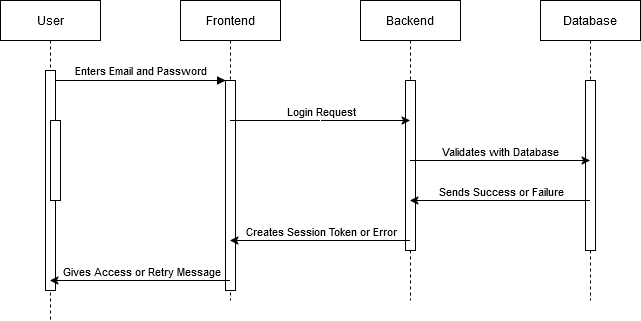 User
Frontend
Backend
Database
Enters Email and Password
Login Request
Validates with Database
Sends Success or Failure
Creates Session Token or Error
Gives Access or Retry Message